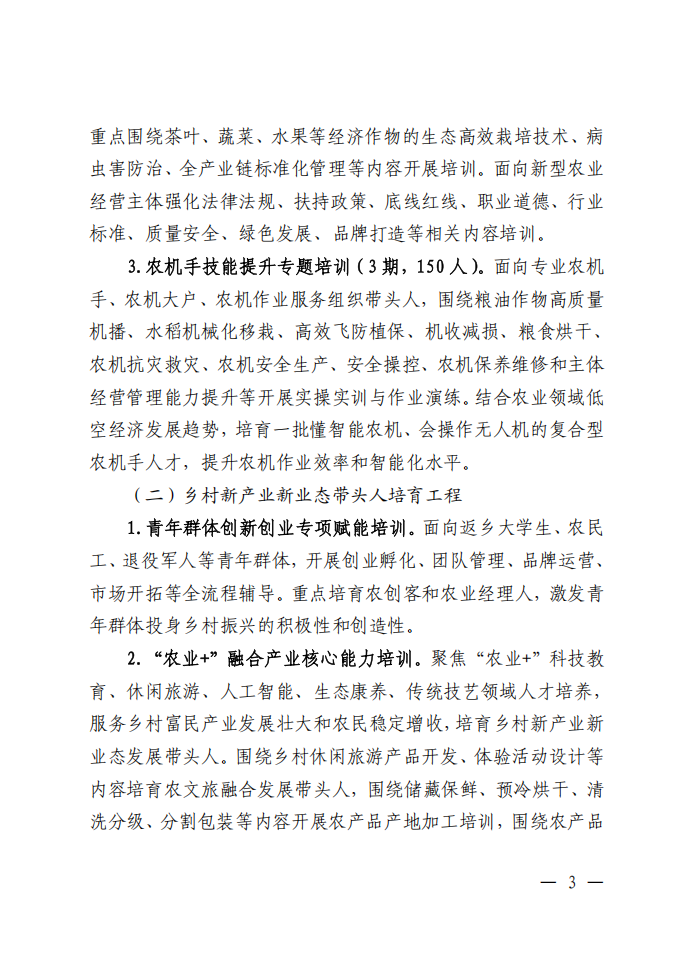 重点围绕茶叶、蔬菜、水果等经济作物的生态高效栽培技术、病
虫害防治、全产业链标准化管理等内容开展培训。面向新型农业
经营主体强化法律法规、扶持政策、底线红线、职业道德、行业
标准、质量安全、绿色发展、品牌打造等相关内容培训。
3.农机手技能提升专题培训（3期，150人）。面向专业农机
手、农机大户、农机作业服务组织带头人，围绕粮油作物高质量
机播、水稻机械化移栽、高效飞防植保、机收减损、粮食烘干、
农机抗灾救灾、农机安全生产、安全操控、农机保养维修和主体
经营管理能力提升等开展实操实训与作业演练。结合农业领域低
空经济发展趋势，培育一批懂智能农机、会操作无人机的复合型
农机手人才，提升农机作业效率和智能化水平。
（二）乡村新产业新业态带头人培育工程
1.青年群体创新创业专项赋能培训。面向返乡大学生、农民
工、退役军人等青年群体，开展创业孵化、团队管理、品牌运营、
市场开拓等全流程辅导。重点培育农创客和农业经理人，激发青
年群体投身乡村振兴的积极性和创造性。
2.“农业+”融合产业核心能力培训。聚焦“农业+”科技教
育、休闲旅游、人工智能、生态康养、传统技艺领域人才培养，
服务乡村富民产业发展壮大和农民稳定增收，培育乡村新产业新
业态发展带头人。围绕乡村休闲旅游产品开发、体验活动设计等
内容培育农文旅融合发展带头人，围绕储藏保鲜、预冷烘干、清
洗分级、分割包装等内容开展农产品产地加工培训，围绕农产品
— 3 —